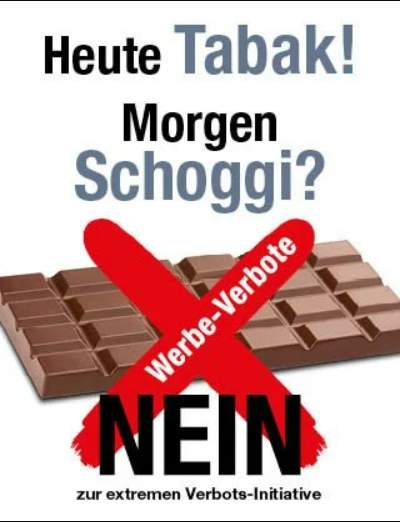 Heute Tabak!
Morgen
Schoggi?
Werbe-Verbote
NEIN
zur extremen Verbots-Initiative